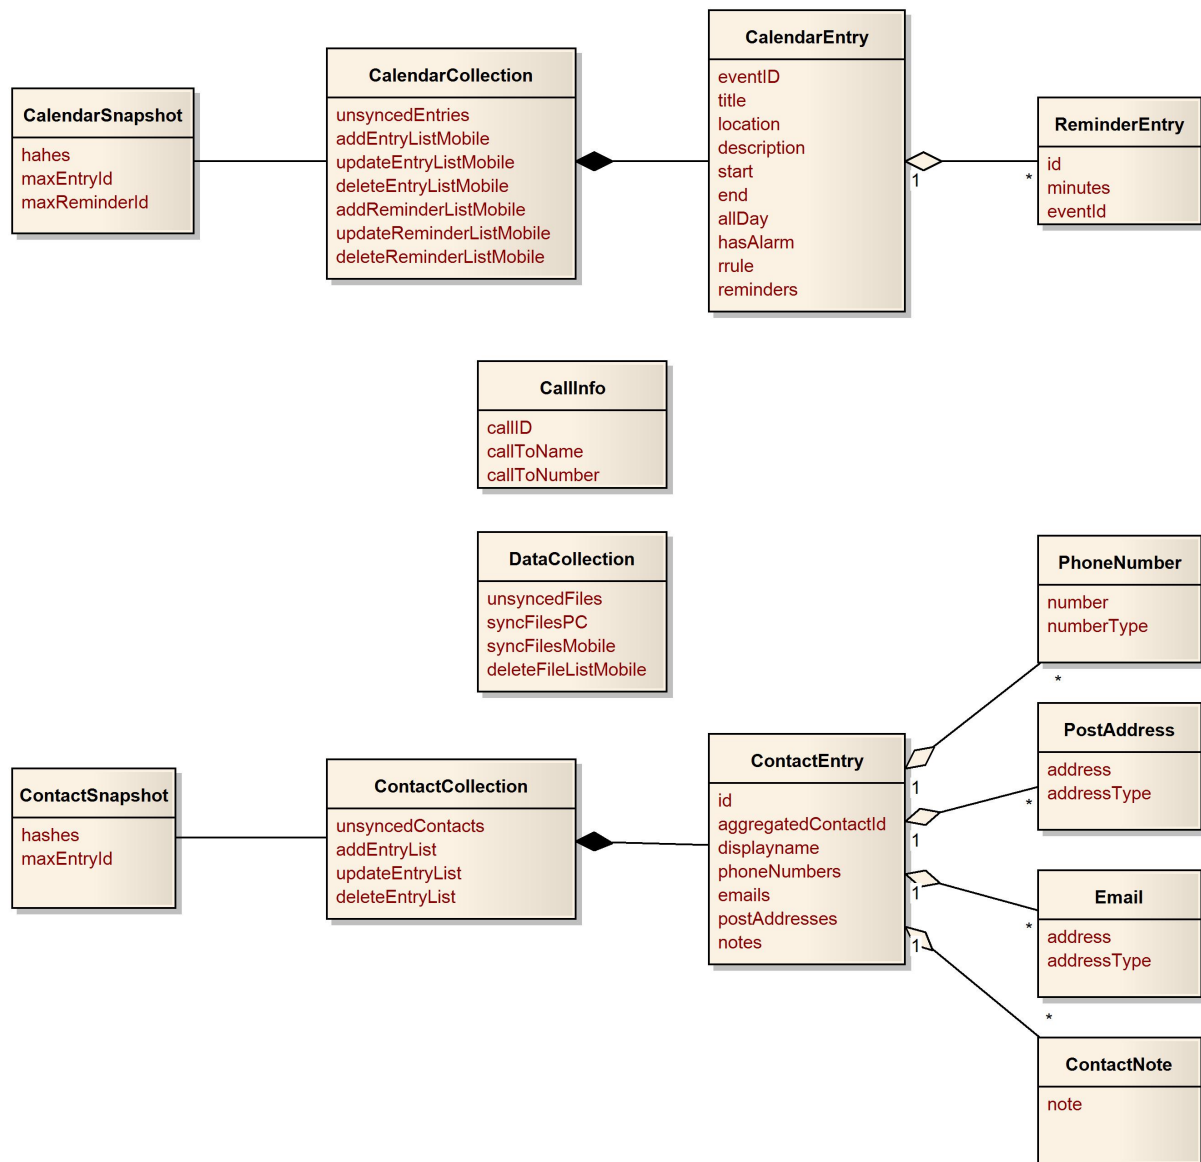 CalendarSnapshot
hahes
maxEntryId
maxReminderId
CalendarCollection
unsyncedEntries
addEntryListMobile
updateEntryListMobile
deleteEntryListMobile
addReminderListMobile
updateReminderListMobile
deleteReminderListMobile
CalendarEntry
eventID
title
location
description
start
end
allDay
hasAlarm
rrule
reminders
1
*
ReminderEntry
id
minutes
eventId
CallInfo
callID
callToName
callToNumber
DataCollection
unsyncedFiles
syncFilesPC
syncFilesMobile
deleteFileListMobile
ContactSnapshot
hashes
maxEntryId
ContactCollection
unsyncedContacts
addEntryList
updateEntryList
deleteEntryList
ContactEntry
id
aggregatedContactId
displayname
phoneNumbers
emails
postAddresses
notes
1
*
1
*
1
*
1
*
PhoneNumber
number
numberType
PostAddress
address
addressType
Email
address
addressType
ContactNote
note